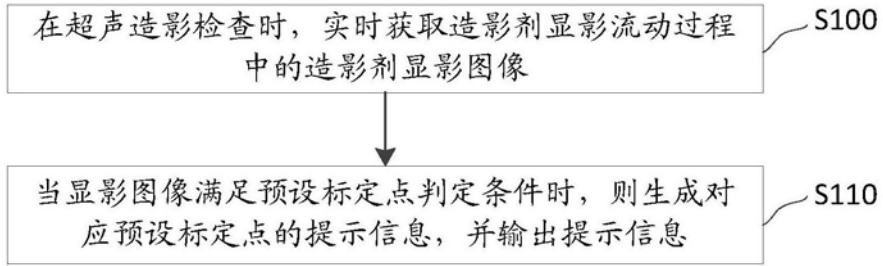 在超声造影检查时，实时获取造影剂显影流动过程
中的造影剂显影图像
S100
当显影图像满足预设标定点判定条件时，则生成对
应预设标定点的提示信息，并输出提示信息
S110